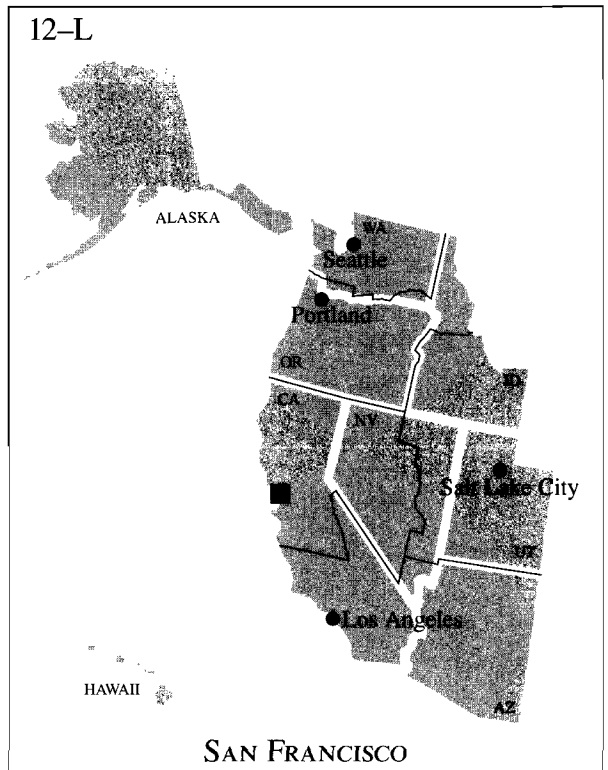 12–L
ALASKA
WA
Seattle
Portland
OR
ID
CA
NV
Salt Lake City
UT
Los Angeles
HAWAII
AZ
SAN FRANCISCO